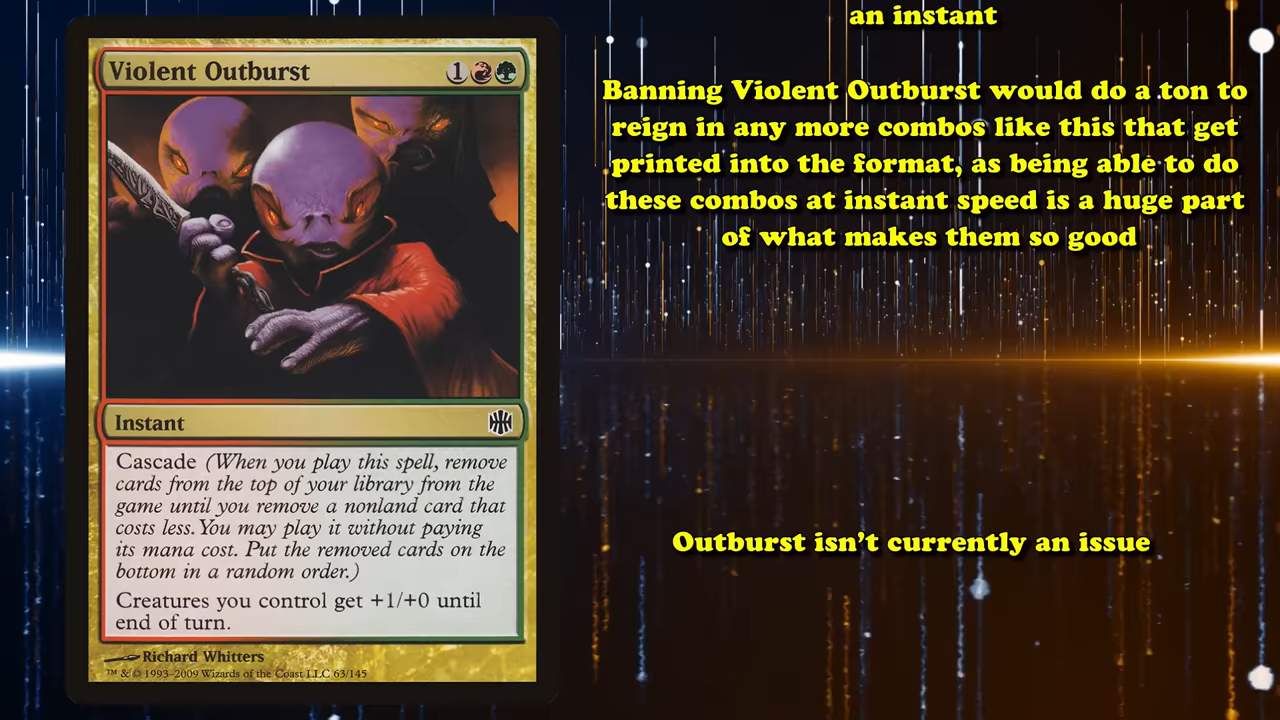 Violent Outburst
1
Instant
Cascade (When you play this spell, remove
cards from the top of your library from the
game until you remove a nonland card that
costs less. You may play it without paying
its mana cost. Put the removed cards on the
bottom in a random order.)
Creatures you control get +1/+0 until
end of turn.
Richard Whitters
™ & © 1993–2009 Wizards of the Coast LLC 63/145
an instant
Banning Violent Outburst would do a ton to
reign in any more combos like this that get
printed into the format, as being able to do
these combos at instant speed is a huge part
of what makes them so good
Outburst isn't currently an issue